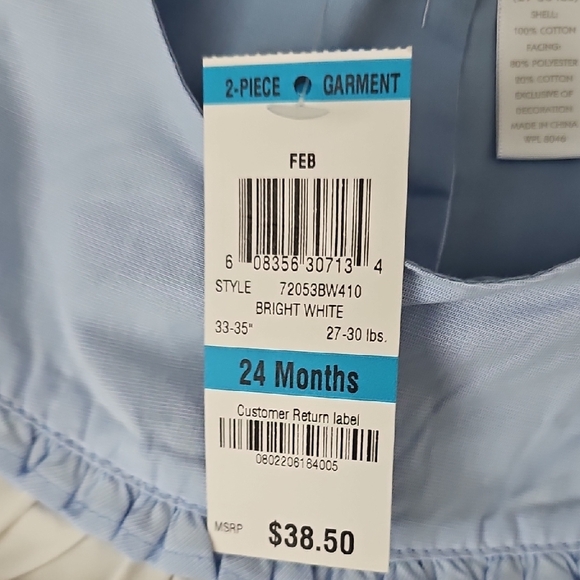 2-PIECE GARMENT
FEB
6 08356 30713 4
STYLE 72053BW410
BRIGHT WHITE
33-35" 27-30 lbs.
24 Months
Customer Return label
0802206184005
MSRP $38.50
SHELL:
100% COTTON
FACING:
80% POLYESTER
20% COTTON
EXCLUSIVE OF
DECORATION
MADE IN CHINA